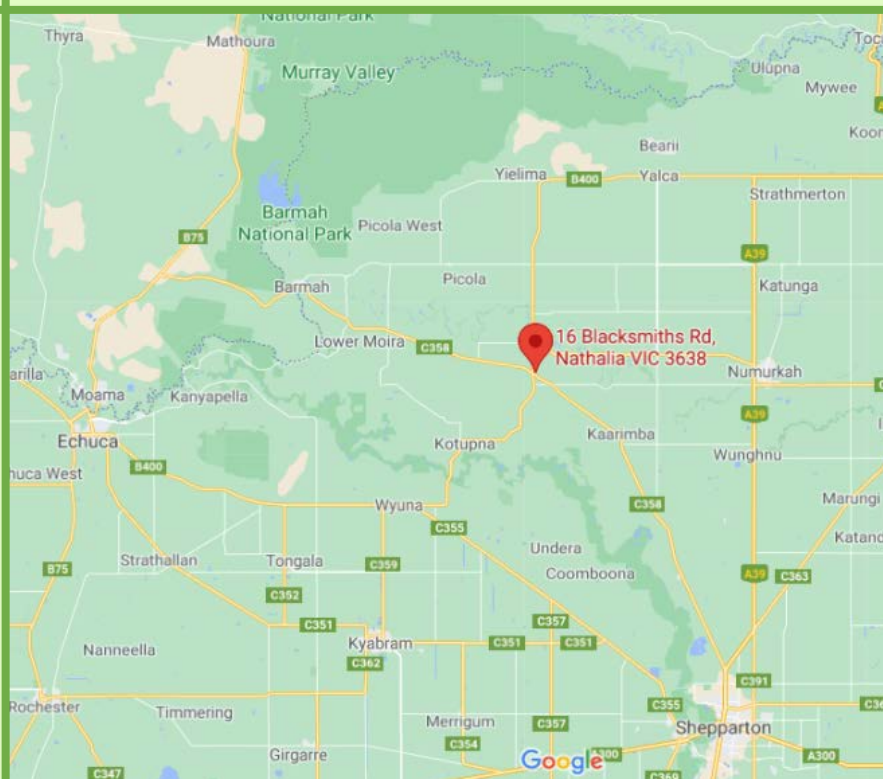 National Park
Thyra
Mathoura
Tocu
Murray Valley
Ulupna
Mywee
Koon
Bearii
Yielima
B400
Yalca
Strathmerton
Barmah
National Park
Picola West
B75
A39
Picola
Katunga
Barmah
16 Blacksmiths Rd,
Nathalia VIC 3638
Lower Moira
C358
Numurkah
arilla
Moama
Kanyapella
A39
Echuca
Kotupna
Kaarimba
Wunghnu
huca West
B400
Wyuna
C358
Marungi
C355
Katand
Undera
Strathallan
Tongala
C359
Coomboona
B75
A39
C363
C352
C351
C357
Nanneella
Kyabram
C351
C351
C362
C391
Rochester
Timmering
C355
C36
Merrigum
C357
Shepparton
C354
Girgarre
Google
A300
A300
C347
C369